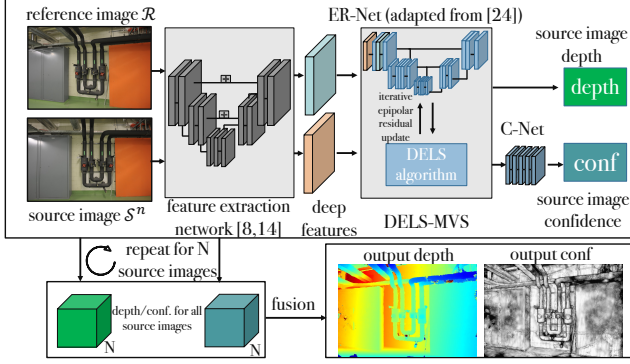 reference image R
ER-Net (adapted from [24])
source image
depth
depth
iterative
epipolar
residual
update
C-Net
DELS
algorithm
conf
source image S^n
feature extraction
network [8,14]
deep
features
DELS-MVS
source image
confidence
repeat for N
source images
output depth
output conf
depth/conf. for all
source images
fusion
N
N